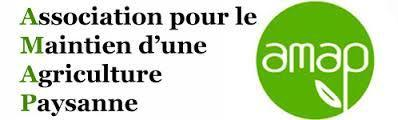 Association pour le
Maintien d'une
Agriculture
Paysanne
amap